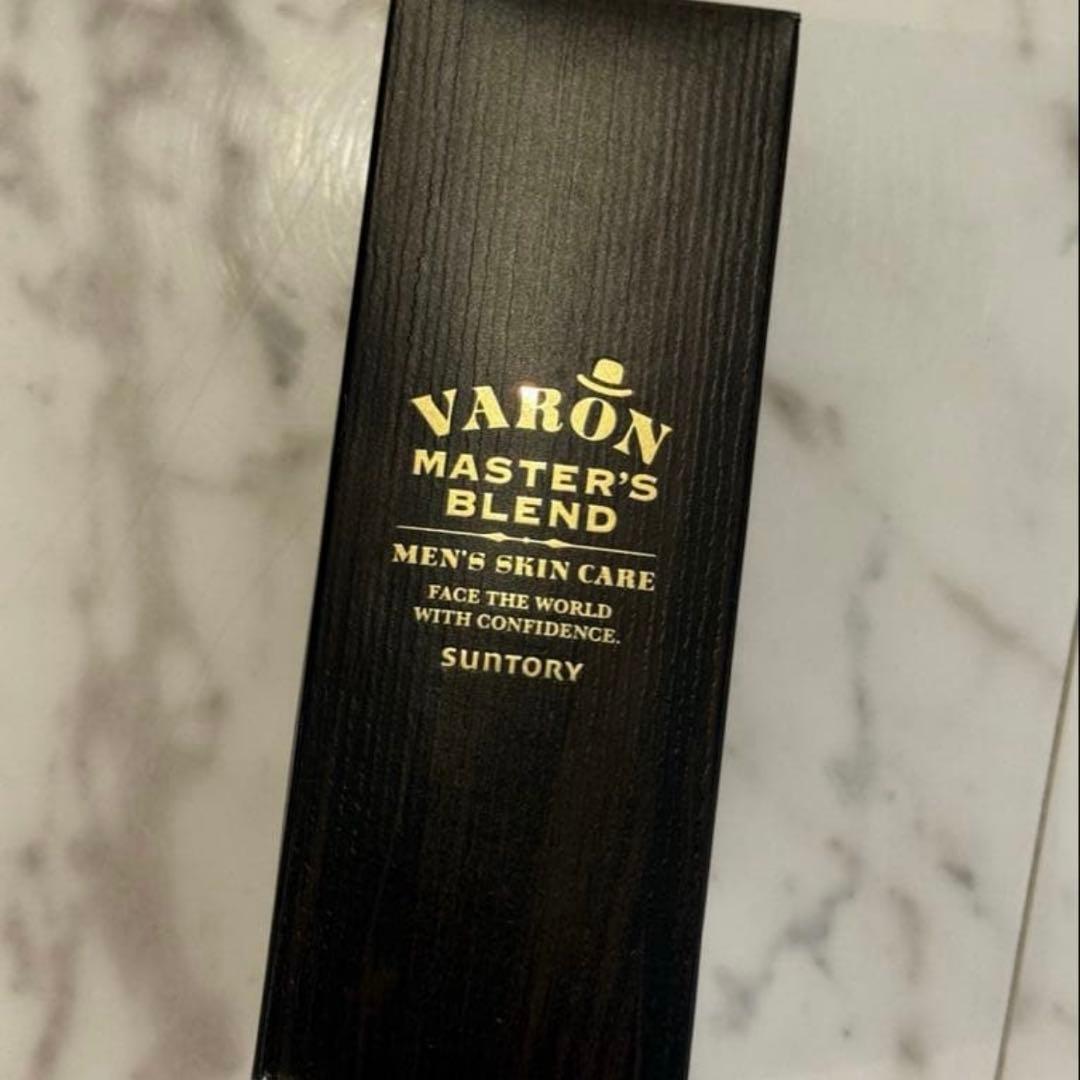 VARON
MASTER'S
BLEND
MEN'S SKIN CARE
FACE THE WORLD
WITH CONFIDENCE.
SUNTORY